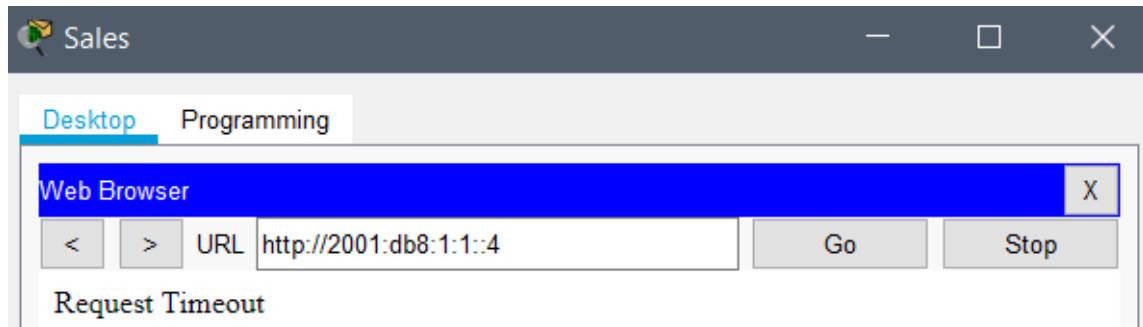 Sales
Desktop Programming
Web Browser X
< > URL http://2001:db8:1:1::4 Go Stop
Request Timeout